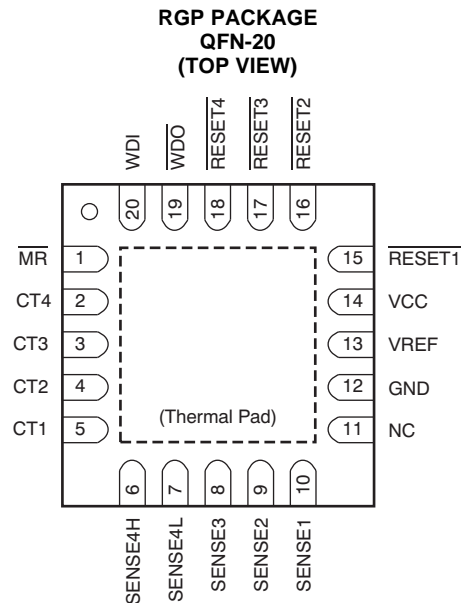 RGP PACKAGE
QFN-20
(TOP VIEW)
WDI
WDO
RESET4
RESET3
RESET2
20
19
18
17
16
MR 1
15 RESET1
CT4 2
14 VCC
CT3 3
13 VREF
CT2 4
12 GND
CT1 5
11 NC
(Thermal Pad)
6
7
8
9
10
SENSE4H
SENSE4L
SENSE3
SENSE2
SENSE1